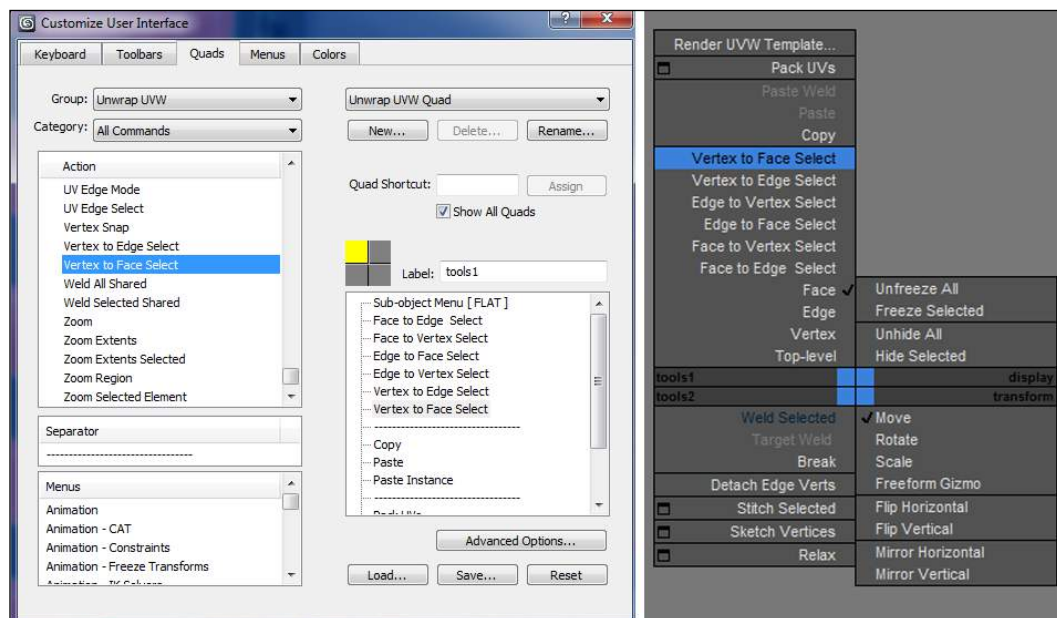 Customize User Interface
Keyboard Toolbars Quads Menus Colors
Group: Unwrap UVW
Category: All Commands
Action
UV Edge Mode
UV Edge Select
Vertex Snap
Vertex to Edge Select
Vertex to Face Select
Weld All Shared
Weld Selected Shared
Zoom
Zoom Extents
Zoom Extents Selected
Zoom Region
Zoom Selected Element
Separator
Menus
Animation
Animation - CAT
Animation - Constraints
Animation - Freeze Transforms
Animation - IK Solvers
Unwrap UVW Quad
New... Delete... Rename...
Quad Shortcut: Assign
Show All Quads
Label: tools1
Sub-object Menu [ FLAT ]
Face to Edge Select
Face to Vertex Select
Edge to Face Select
Edge to Vertex Select
Vertex to Edge Select
Vertex to Face Select
Copy
Paste
Paste Instance
Pack UVs
Advanced Options...
Load... Save... Reset
Render UVW Template...
Pack UVs
Paste Weld
Paste
Copy
Vertex to Face Select
Vertex to Edge Select
Edge to Vertex Select
Edge to Face Select
Face to Vertex Select
Face to Edge Select
Face
Edge
Vertex
Top-level
Unfreeze All
Freeze Selected
Unhide All
Hide Selected
tools1 display
tools2 transform
Weld Selected
Target Weld
Break
Detach Edge Verts
Stitch Selected
Sketch Vertices
Relax
Move
Rotate
Scale
Freeform Gizmo
Flip Horizontal
Flip Vertical
Mirror Horizontal
Mirror Vertical